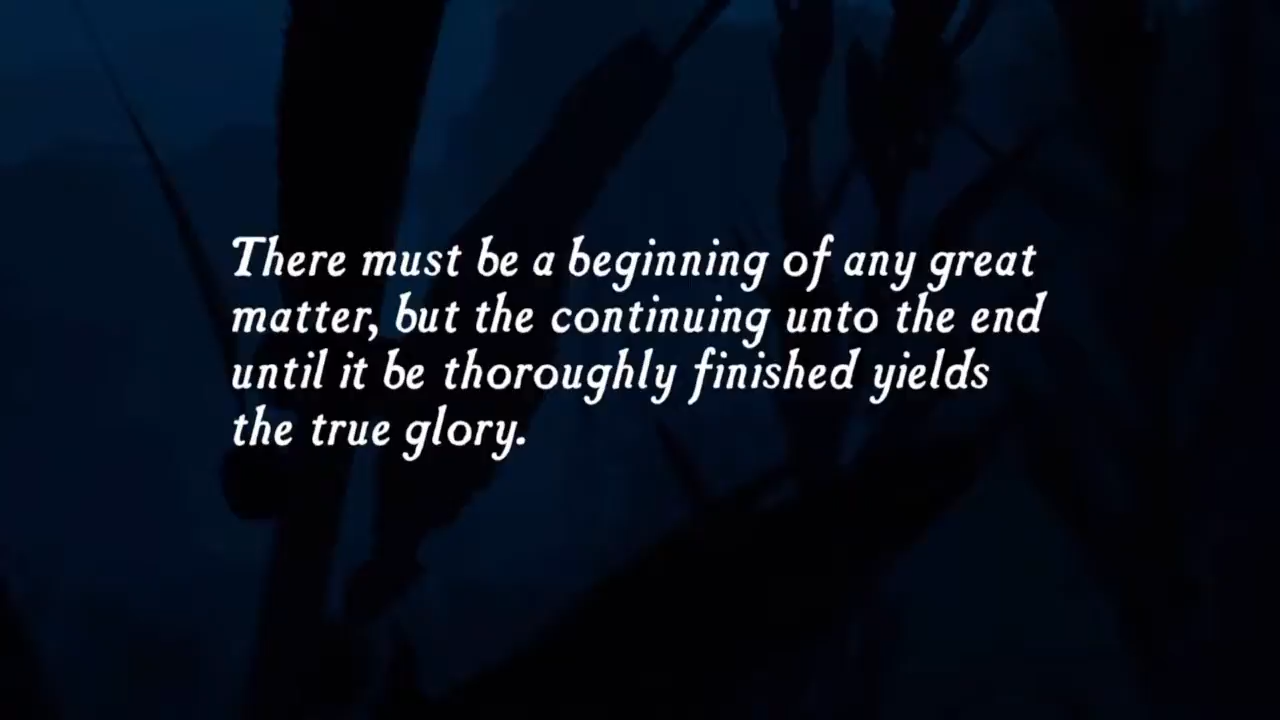 There must be a beginning of any great
matter, but the continuing unto the end
until it be thoroughly finished yields
the true glory.